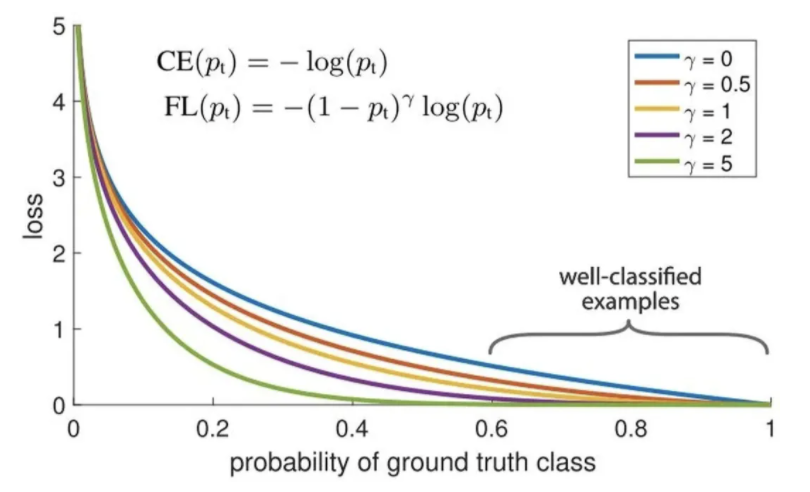 5
CE(pₜ) = − log(pₜ)
FL(pₜ) = −(1 − pₜ)^γ log(pₜ)
γ = 0
γ = 0.5
γ = 1
γ = 2
γ = 5
4
3
loss
2
well-classified
examples
1
0
0 0.2 0.4 0.6 0.8 1
probability of ground truth class